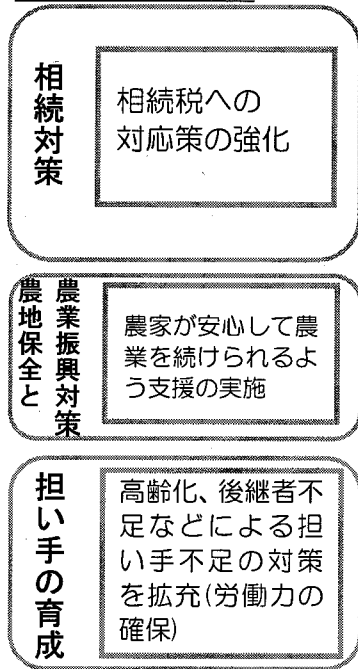 相続対策
相続税への
対応策の強化
農地保全と
農業振興対策
農家が安心して農
業を続けられるよ
う支援の実施
担い手の育成
高齢化、後継者不
足などによる担
い手不足の対策
を拡充(労働力の
確保)